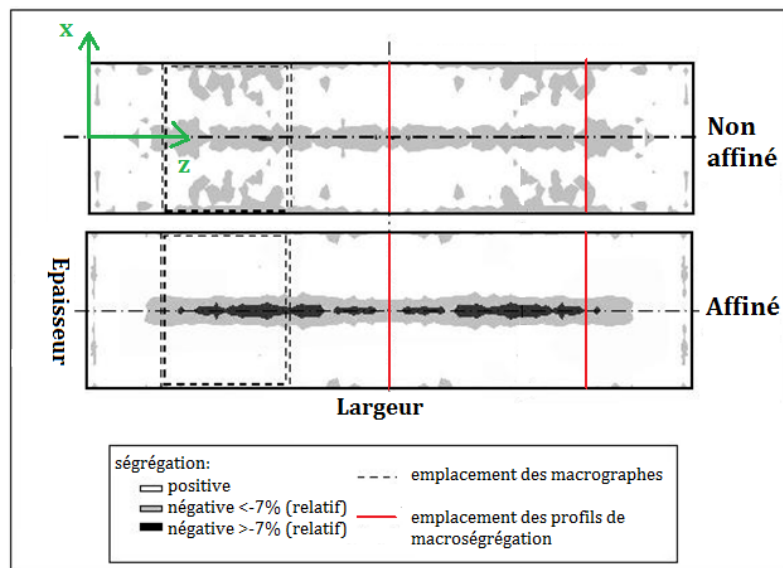 x
z
Non
affiné
Epaisseur
Affiné
Largeur
ségrégation:
positive
négative <-7% (relatif)
négative >-7% (relatif)
emplacement des macrographes
emplacement des profils de
macroségrégation